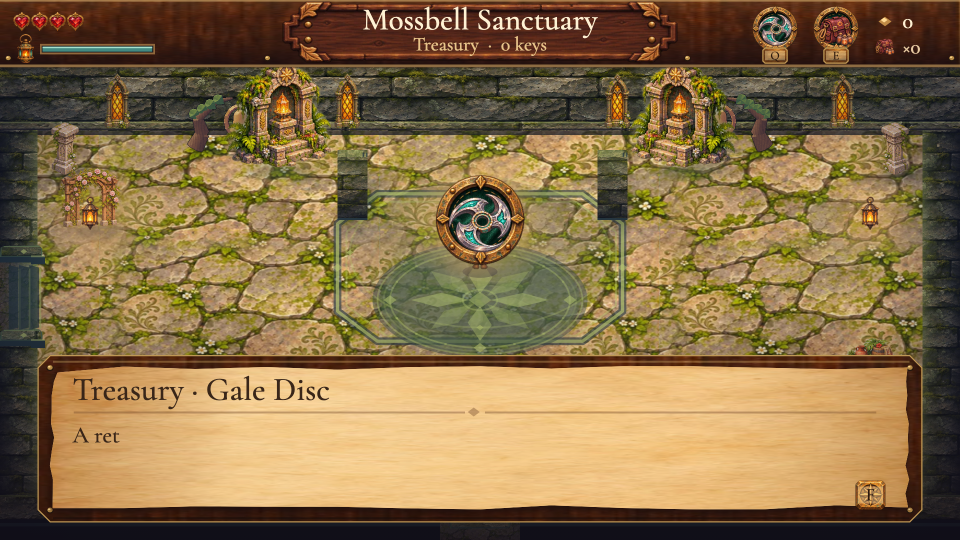 Mossbell Sanctuary
Treasury · 0 keys
Q
E
0
×0
Treasury · Gale Disc
A ret
F